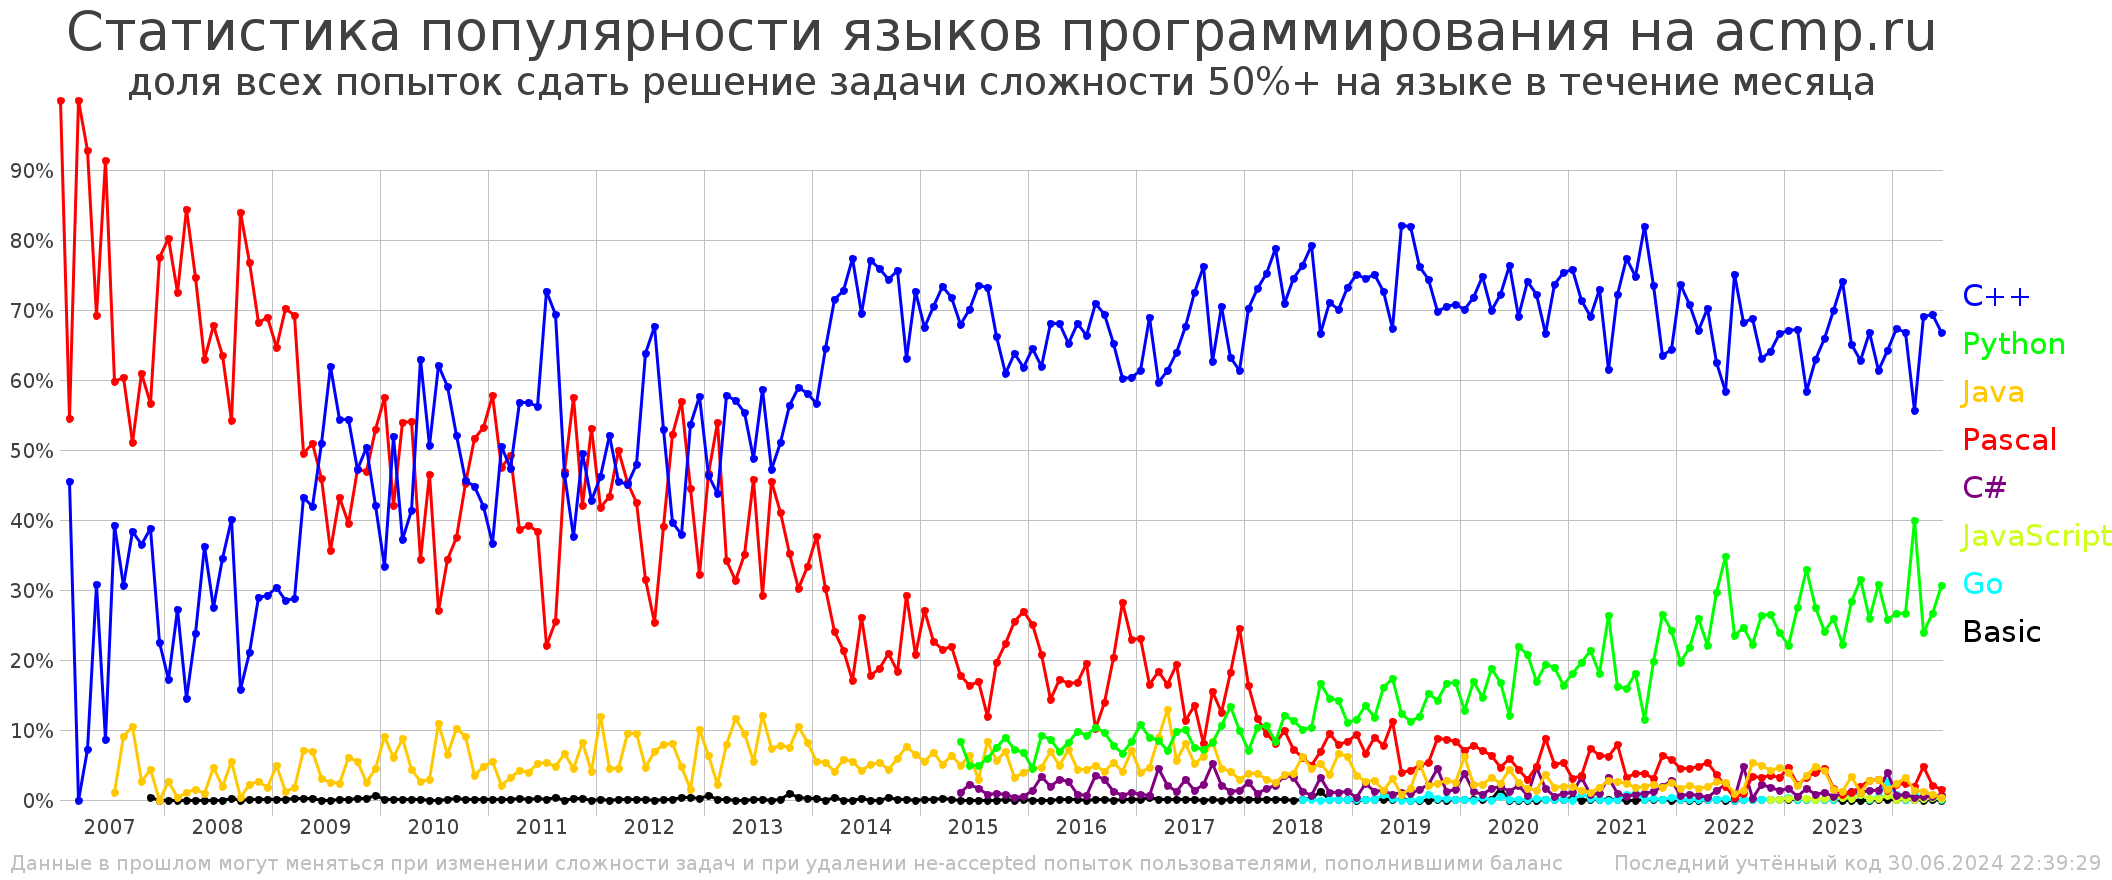 Статистика популярности языков программирования на acmp.ru
доля всех попыток сдать решение задачи сложности 50%+ на языке в течение месяца
90%
80%
70%
60%
50%
40%
30%
20%
10%
0%
C++
Python
Java
Pascal
C#
JavaScript
Go
Basic
2007 2008 2009 2010 2011 2012 2013 2014 2015 2016 2017 2018 2019 2020 2021 2022 2023
Данные в прошлом могут меняться при изменении сложности задач и при удалении не-accepted попыток пользователями, пополнившими баланс
Последний учтённый код 30.06.2024 22:39:29